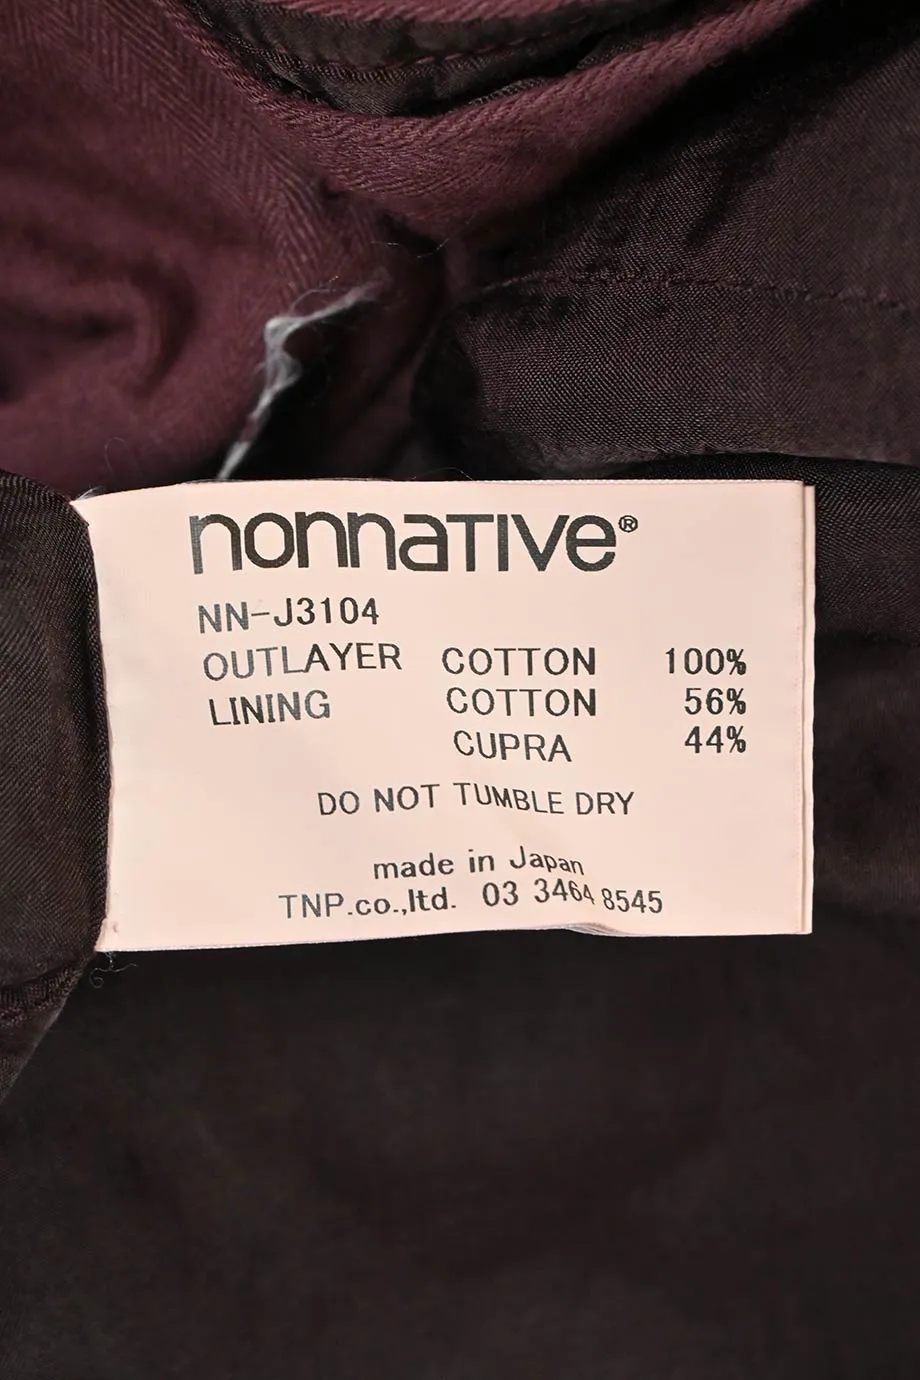 nonnaTIVe®
NN-J3104
OUTLAYER COTTON 100%
LINING COTTON 56%
CUPRA 44%
DO NOT TUMBLE DRY
made in Japan
TNP.co.,ltd. 03 3464 8545